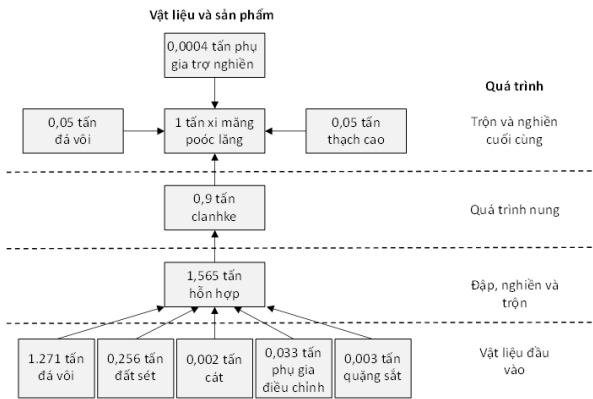 Vật liệu và sản phẩm
0,0004 tấn phụ
gia trợ nghiền
Quá trình
0,05 tấn
đá vôi
1 tấn xi măng
poóc lăng
0,05 tấn
thạch cao
Trộn và nghiền
cuối cùng
0,9 tấn
clanhke
Quá trình nung
1,565 tấn
hỗn hợp
Đập, nghiền và
trộn
1.271 tấn
đá vôi
0,256 tấn
đất sét
0,002 tấn
cát
0,033 tấn
phụ gia
điều chỉnh
0,003 tấn
quặng sắt
Vật liệu đầu
vào